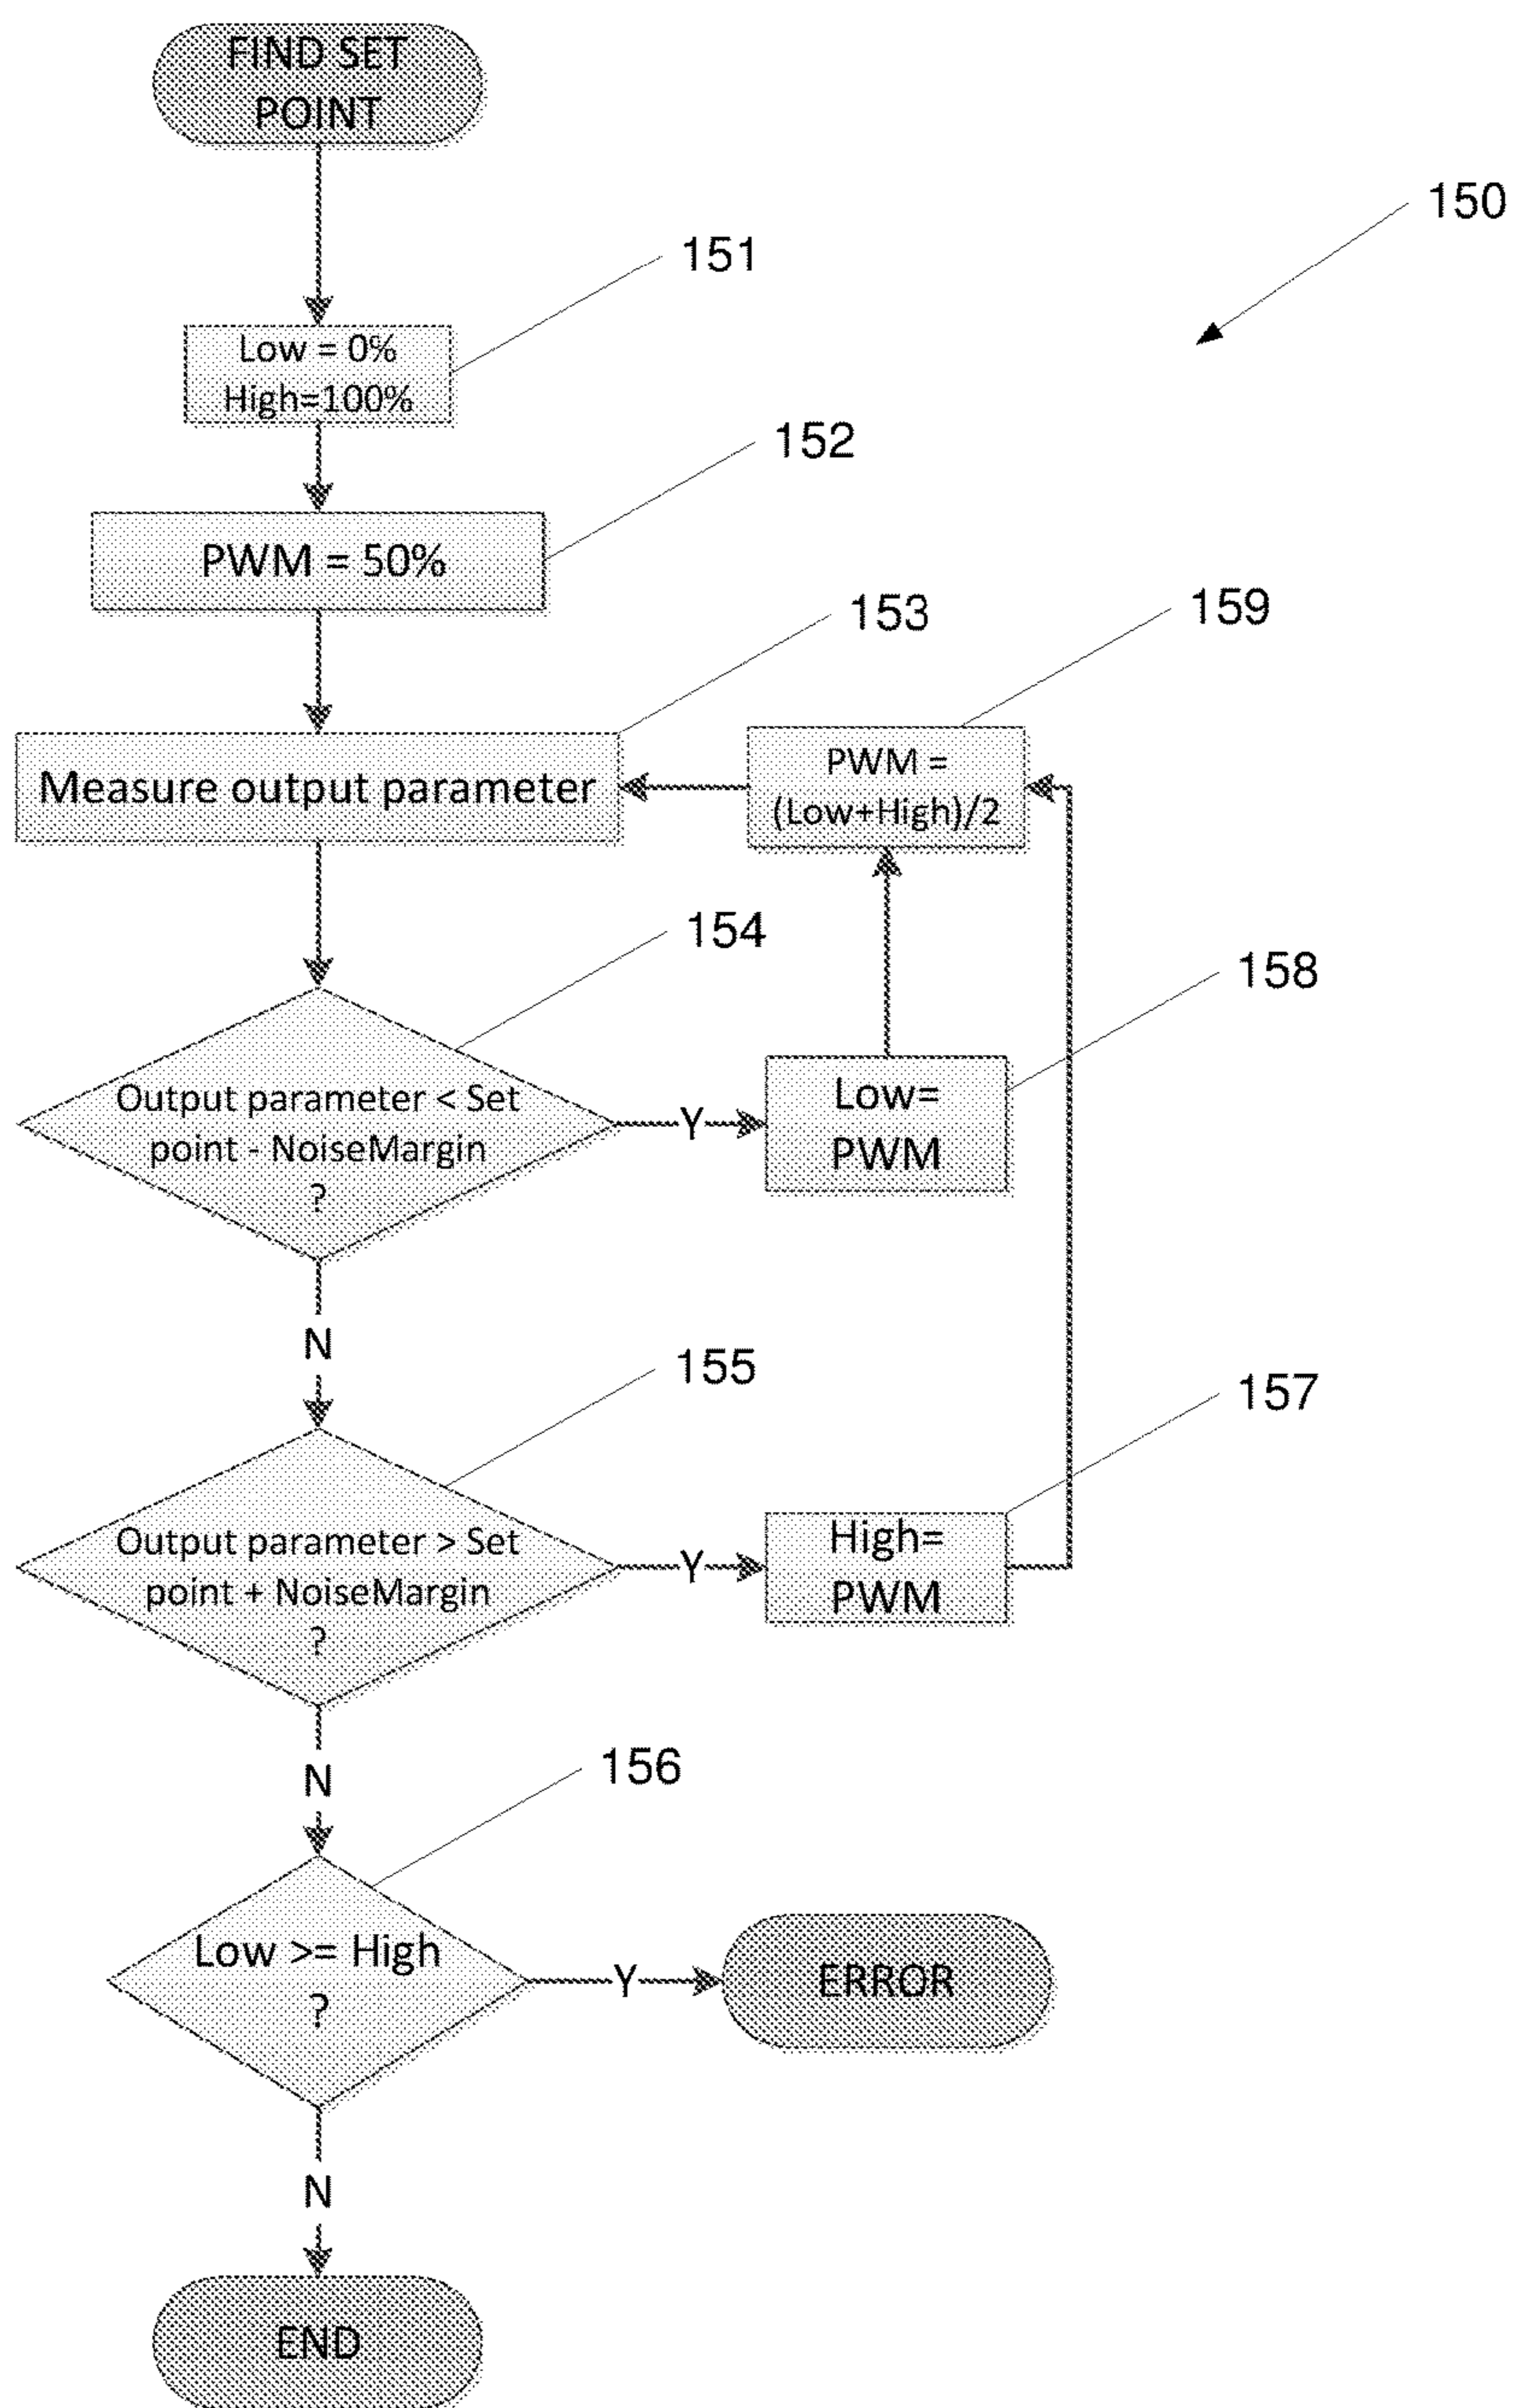 FIND SET
POINT
150
151
Low = 0%
High=100%
152
PWM = 50%
153
159
Measure output parameter
PWM =
(Low+High)/2
154
158
Output parameter < Set
point - NoiseMargin
?
Y
Low=
PWM
N
155
157
Output parameter > Set
point + NoiseMargin
?
Y
High=
PWM
N
156
Low >= High
?
Y
ERROR
N
END